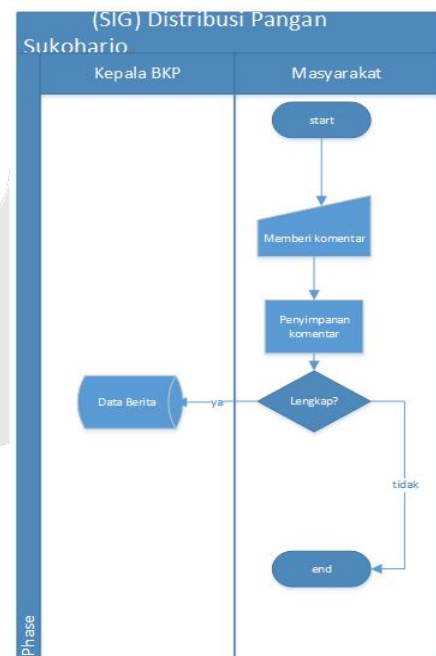 (SIG) Distribusi Pangan
Sukoharjo
Kepala BKP
Masyarakat
start
Memberi komentar
Penyimpanan
komentar
Lengkap?
ya
Data Berita
tidak
end
Phase